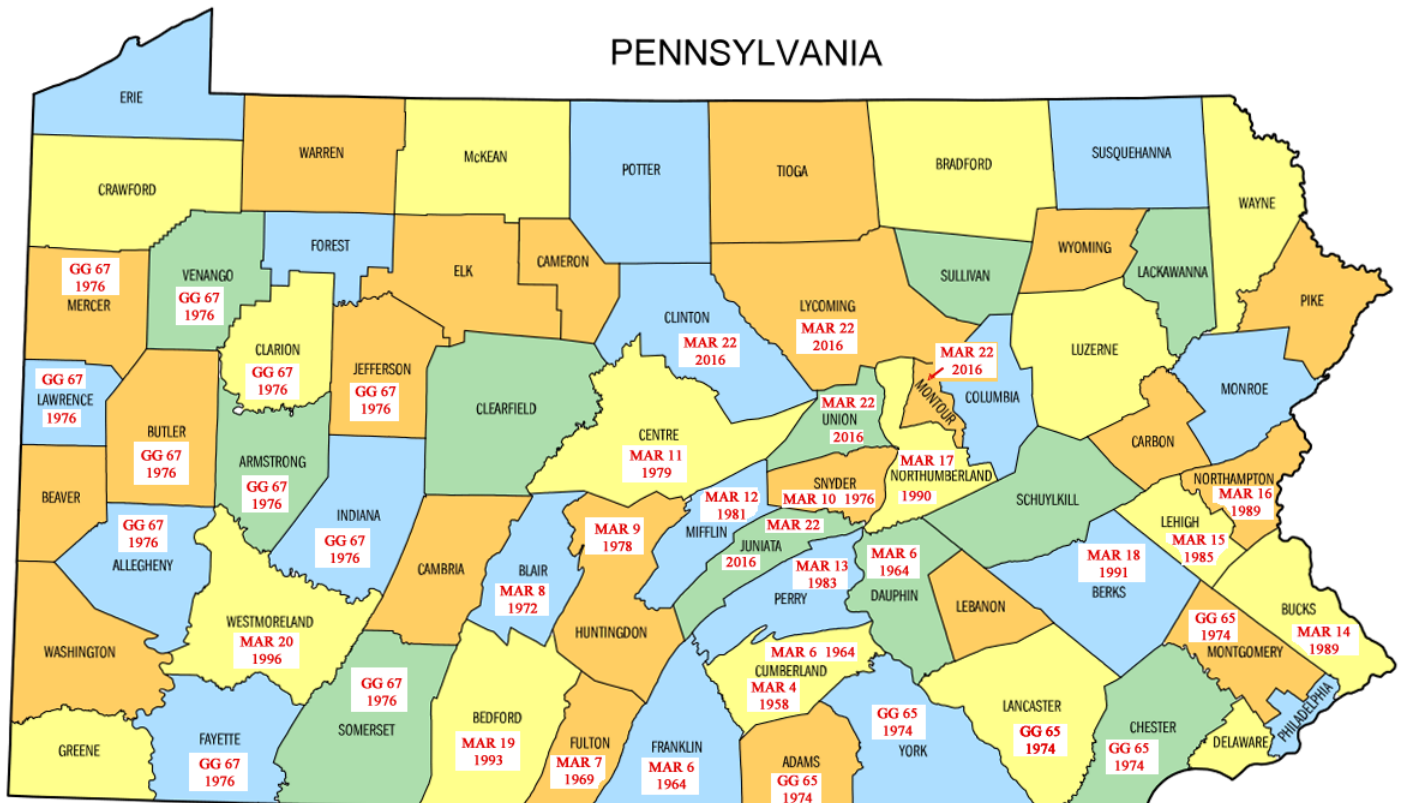 PENNSYLVANIA
ERIE
WARREN
McKEAN
POTTER
TIOGA
BRADFORD
SUSQUEHANNA
WAYNE
CRAWFORD
FOREST
ELK
CAMERON
SULLIVAN
WYOMING
LACKAWANNA
PIKE
GG 67
1976
MERCER
VENANGO
GG 67
1976
CLINTON
MAR 22
2016
LYCOMING
MAR 22
2016
LUZERNE
MONROE
GG 67
LAWRENCE
1976
CLARION
GG 67
1976
JEFFERSON
GG 67
1976
CLEARFIELD
MAR 22
2016
MONTOUR
COLUMBIA
MAR 22
UNION
2016
CARBON
BUTLER
GG 67
1976
CENTRE
MAR 11
1979
MAR 17
NORTHUMBERLAND
1990
BEAVER
ARMSTRONG
GG 67
1976
SNYDER
MAR 10 1976
SCHUYLKILL
NORTHAMPTON
MAR 16
1989
GG 67
1976
ALLEGHENY
INDIANA
GG 67
1976
MAR 9
1978
MAR 12
1981
MIFFLIN
MAR 22
JUNIATA
2016
LEHIGH
MAR 15
1985
CAMBRIA
BLAIR
MAR 8
1972
MAR 13
1983
PERRY
MAR 6
1964
DAUPHIN
LEBANON
MAR 18
1991
BERKS
BUCKS
MAR 14
1989
WASHINGTON
WESTMORELAND
MAR 20
1996
HUNTINGDON
MAR 6 1964
CUMBERLAND
MAR 4
1958
GG 65
1974
MONTGOMERY
GG 67
1976
SOMERSET
BEDFORD
MAR 19
1993
LANCASTER
GG 65
1974
CHESTER
GG 65
1974
PHILADELPHIA
DELAWARE
GREENE
FAYETTE
GG 67
1976
FULTON
MAR 7
1969
FRANKLIN
MAR 6
1964
ADAMS
GG 65
1974
GG 65
1974
YORK